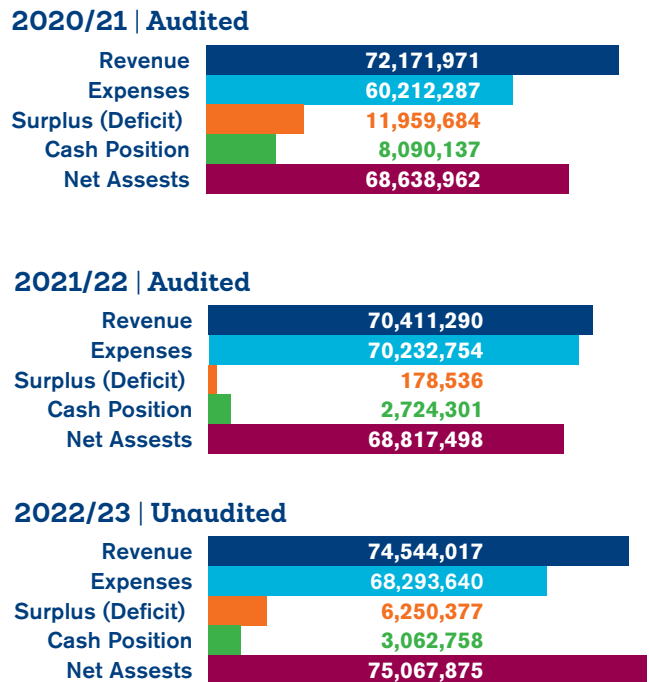 2020/21 | Audited
Revenue 72,171,971
Expenses 60,212,287
Surplus (Deficit) 11,959,684
Cash Position 8,090,137
Net Assests 68,638,962
2021/22 | Audited
Revenue 70,411,290
Expenses 70,232,754
Surplus (Deficit) 178,536
Cash Position 2,724,301
Net Assests 68,817,498
2022/23 | Unaudited
Revenue 74,544,017
Expenses 68,293,640
Surplus (Deficit) 6,250,377
Cash Position 3,062,758
Net Assests 75,067,875